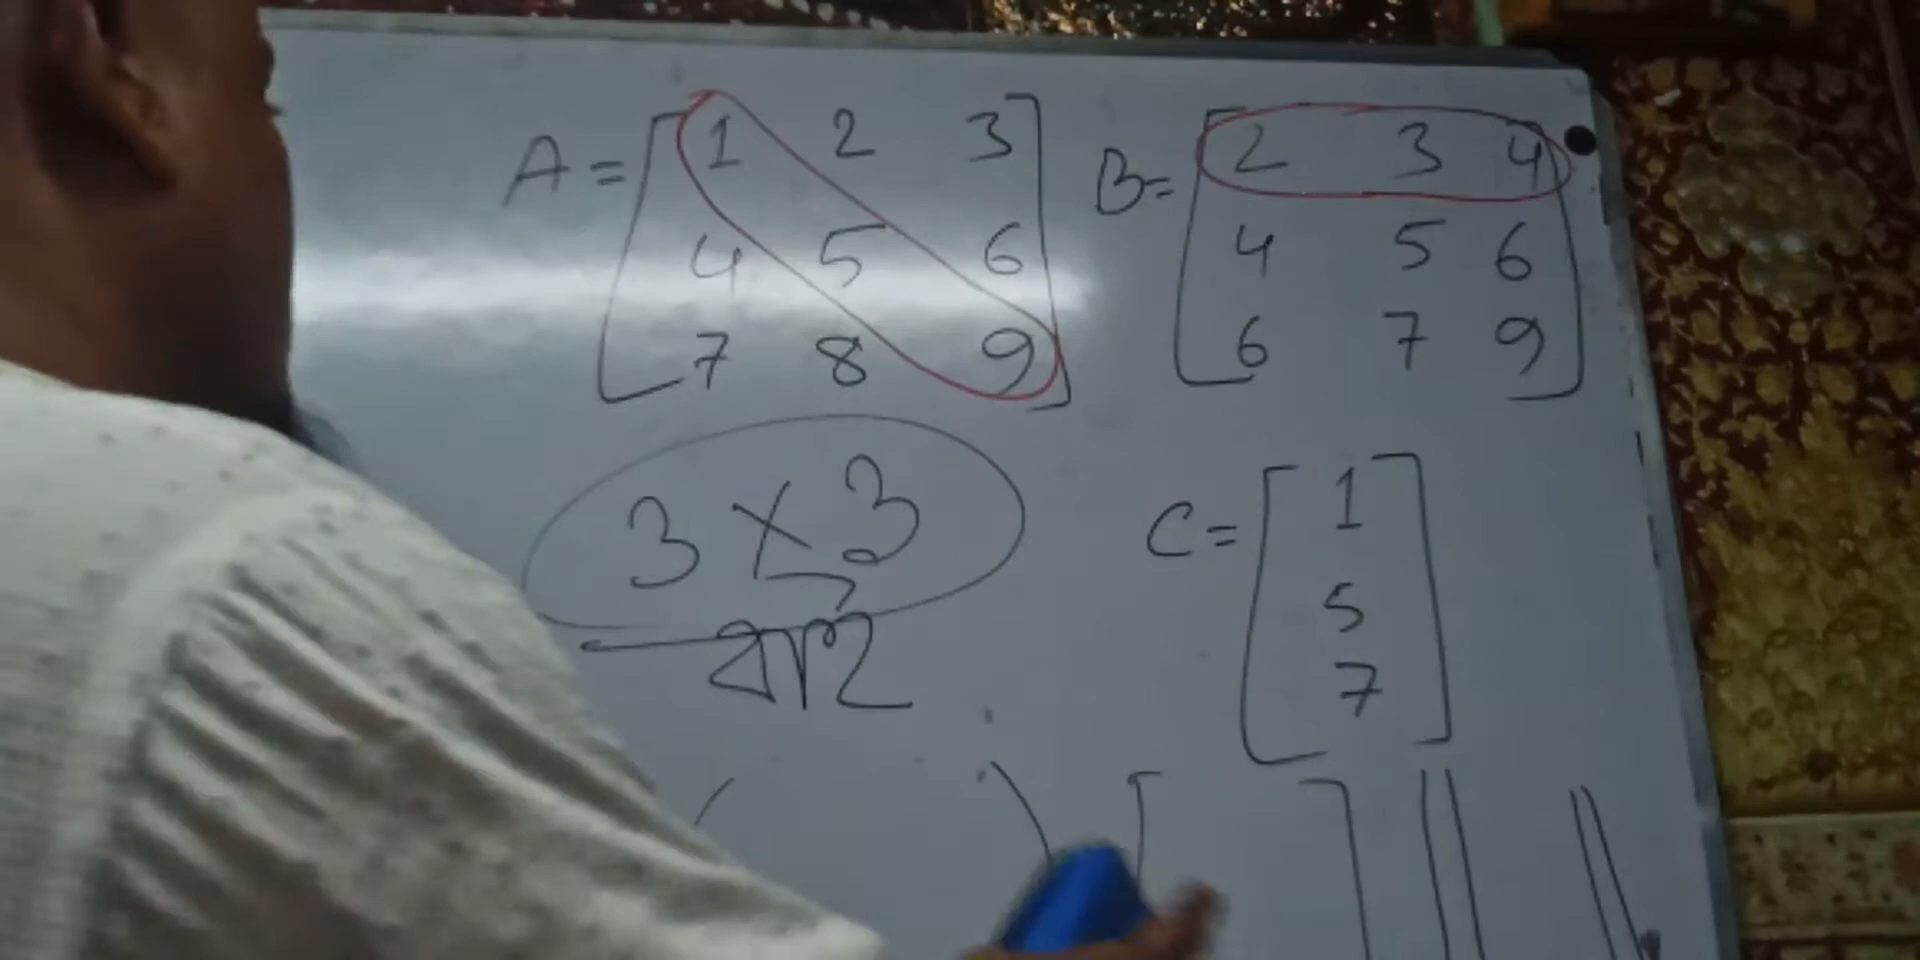 A = [1 2 3
4 5 6
7 8 9]
B = [2 3 4
4 5 6
6 7 9]
3 × 3
C = [1
5
7]
( ) [ ] || ||